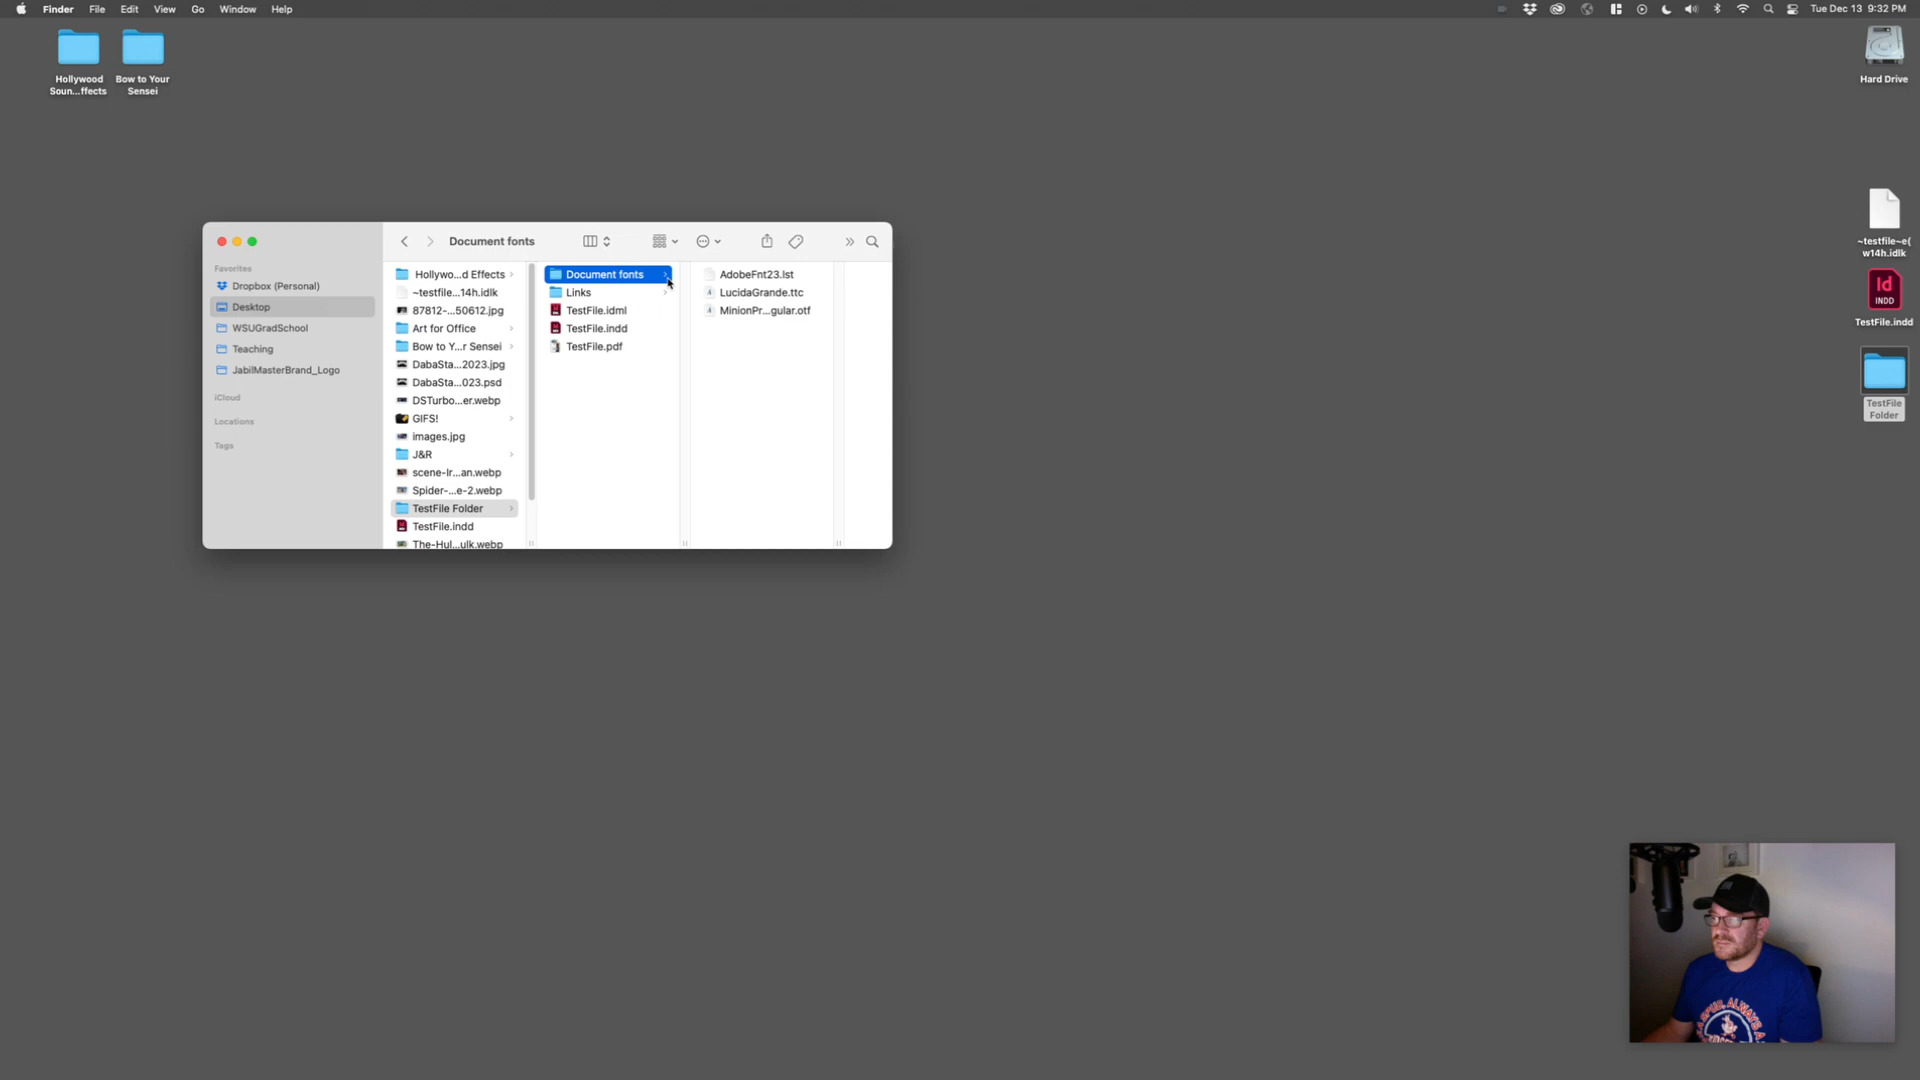 Finder File Edit View Go Window Help
Tue Dec 13 9:32 PM
Hollywood
Soun...ffects
Bow to Your
Sensei
Hard Drive
~testfile~e{
w14h.idlk
INDD
TestFile.indd
TestFile
Folder
Document fonts
Favorites
Dropbox (Personal)
Desktop
WSUGradSchool
Teaching
JabilMasterBrand_Logo
iCloud
Locations
Tags
Hollywo...d Effects
~testfile...14h.idlk
87812-...50612.jpg
Art for Office
Bow to Y...r Sensei
DabaSta...2023.jpg
DabaSta...023.psd
DSTurbo...er.webp
GIFS!
images.jpg
J&R
scene-Ir...an.webp
Spider-...e-2.webp
TestFile Folder
TestFile.indd
The-Hul...ulk.webp
Document fonts
Links
TestFile.idml
TestFile.indd
TestFile.pdf
AdobeFnt23.lst
LucidaGrande.ttc
MinionPr...gular.otf